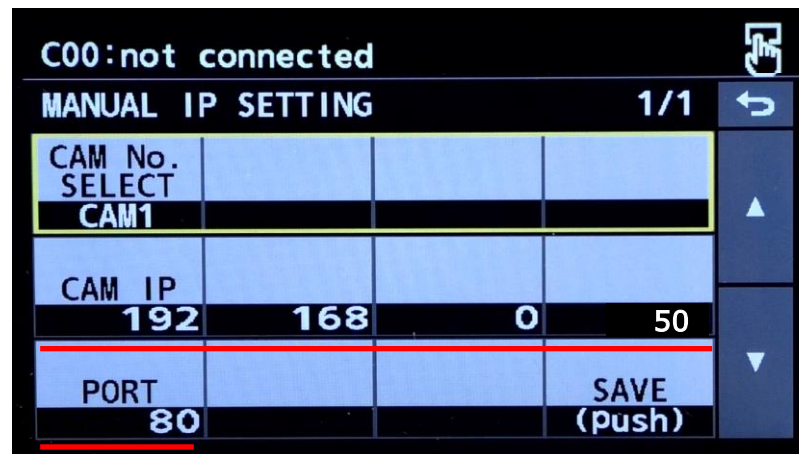 C00:not connected
MANUAL IP SETTING 1/1
CAM No.
SELECT
CAM1
CAM IP
192 168 0 50
PORT SAVE
80 (Push)